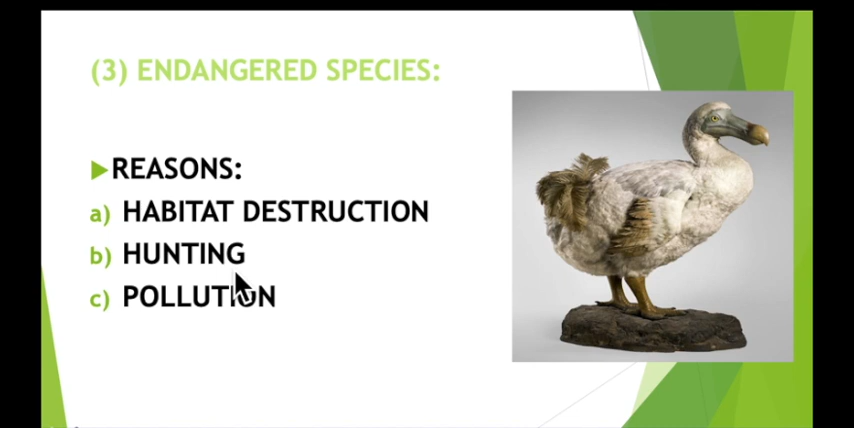 (3) ENDANGERED SPECIES:
REASONS:
a) HABITAT DESTRUCTION
b) HUNTING
c) POLLUTION